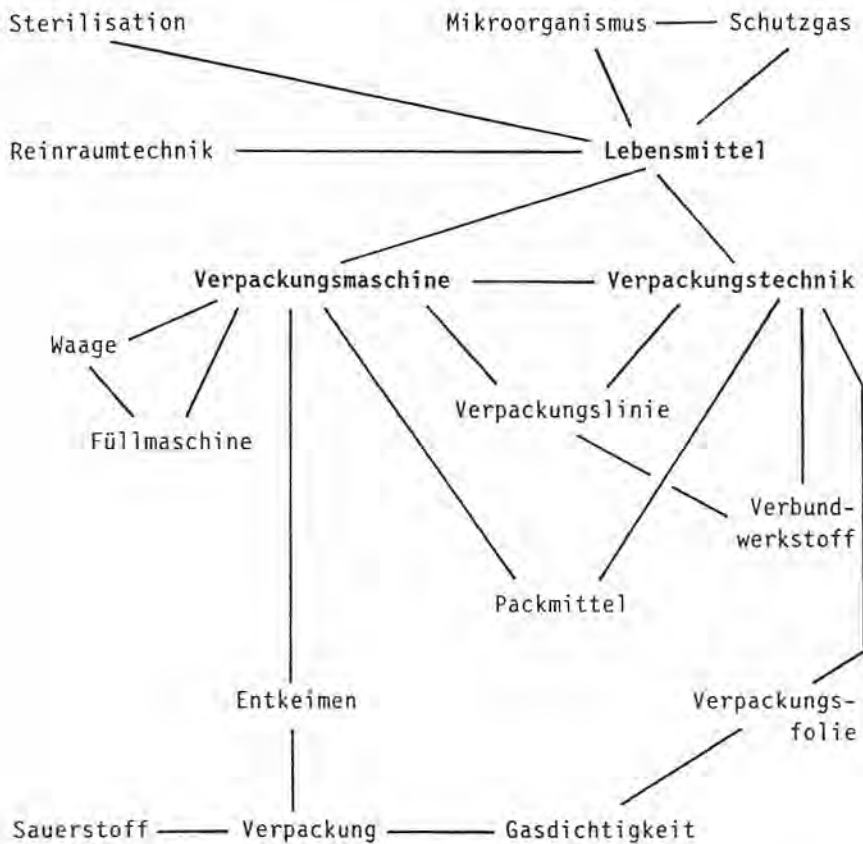 Sterilisation
Mikroorganismus
Schutzgas
Reinraumtechnik
Lebensmittel
Verpackungsmaschine
Verpackungstechnik
Waage
Füllmaschine
Verpackungslinie
Verbund-
werkstoff
Packmittel
Entkeimen
Verpackungs-
folie
Sauerstoff
Verpackung
Gasdichtigkeit